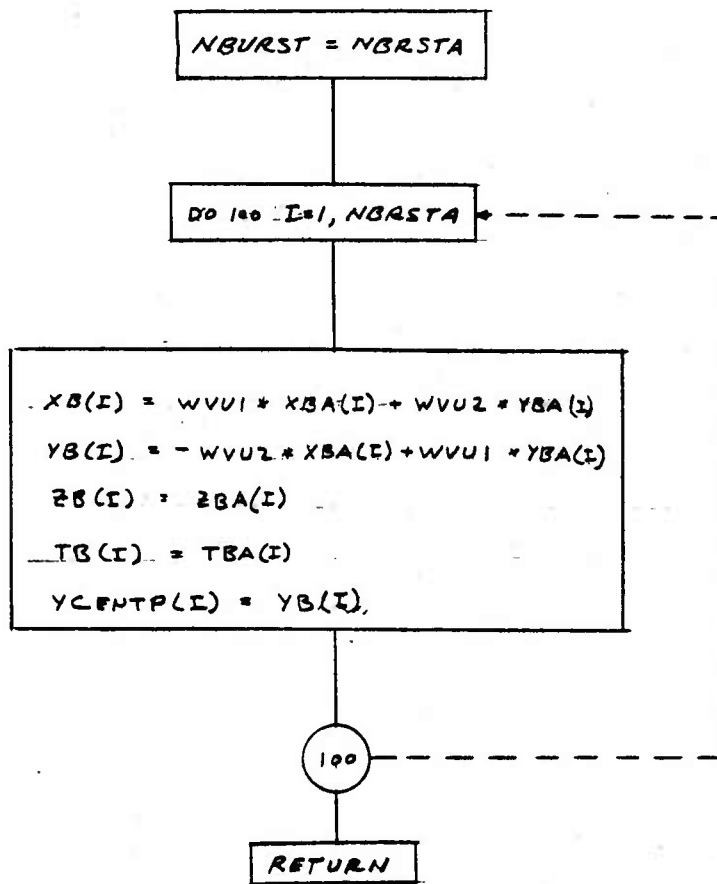 NBURST = NBRSTA
DO 100 I=1, NBRSTA
XB(I) = WVU1 * XBA(I) + WVU2 * YBA(I)
YB(I) = - WVU2 * XBA(I) + WVU1 * YBA(I)
ZB(I) = ZBA(I)
TB(I) = TBA(I)
YCENTP(I) = YB(I)
100
RETURN